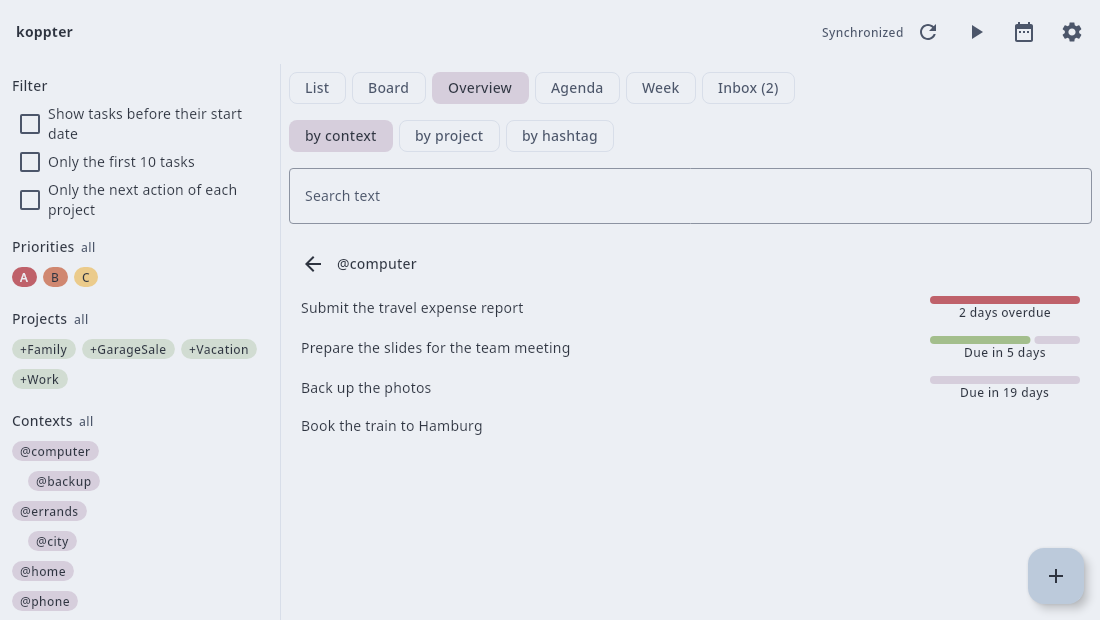 koppter
Synchronized
Filter
Show tasks before their start
date
Only the first 10 tasks
Only the next action of each
project
Priorities all
A B C
Projects all
+Family +GarageSale +Vacation
+Work
Contexts all
@computer
@backup
@errands
@city
@home
@phone
List Board Overview Agenda Week Inbox (2)
by context by project by hashtag
Search text
@computer
Submit the travel expense report
2 days overdue
Prepare the slides for the team meeting
Due in 5 days
Back up the photos
Due in 19 days
Book the train to Hamburg